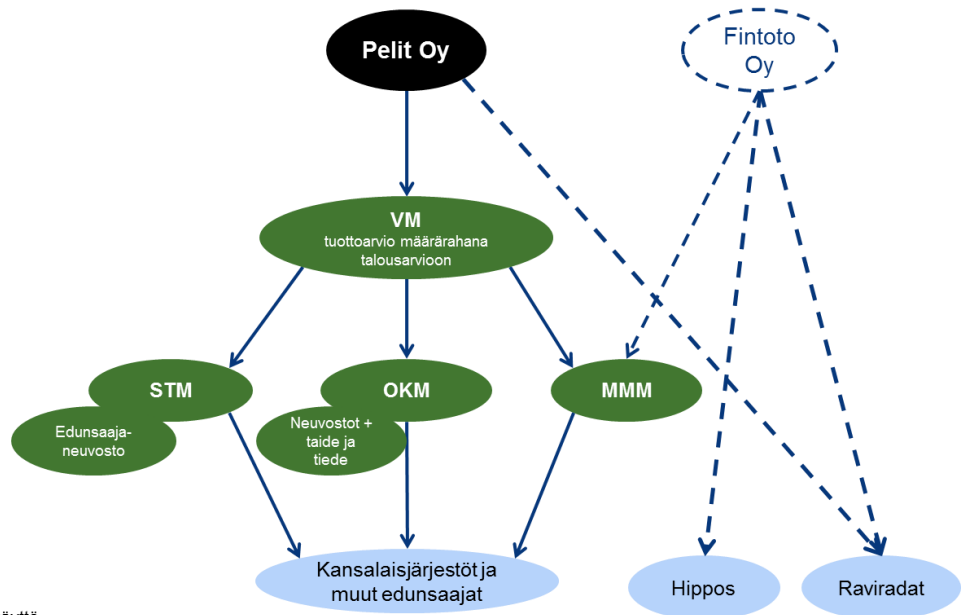 Pelit Oy
Fintoto
Oy
VM
tuottoarvio määrärahana
talousarvioon
STM
OKM
MMM
Edunsaaja-
neuvosto
Neuvostot +
taide ja
tiede
Kansalaisjärjestöt ja
muut edunsaajat
Hippos
Raviradat